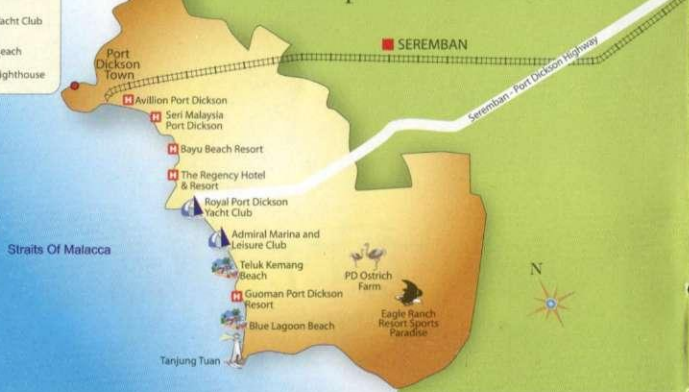 acht Club
each
ighthouse
Port
Dickson
Town
SEREMBAN
Seremban - Port Dickson Highway
H Avillion Port Dickson
H Seri Malaysia
Port Dickson
H Bayu Beach Resort
H The Regency Hotel
& Resort
Royal Port Dickson
Yacht Club
Admiral Marina and
Leisure Club
Straits Of Malacca
Teluk Kemang
Beach
PD Ostrich
Farm
N
H Guoman Port Dickson
Resort
Eagle Ranch
Resort Sports
Paradise
Blue Lagoon Beach
Tanjung Tuan